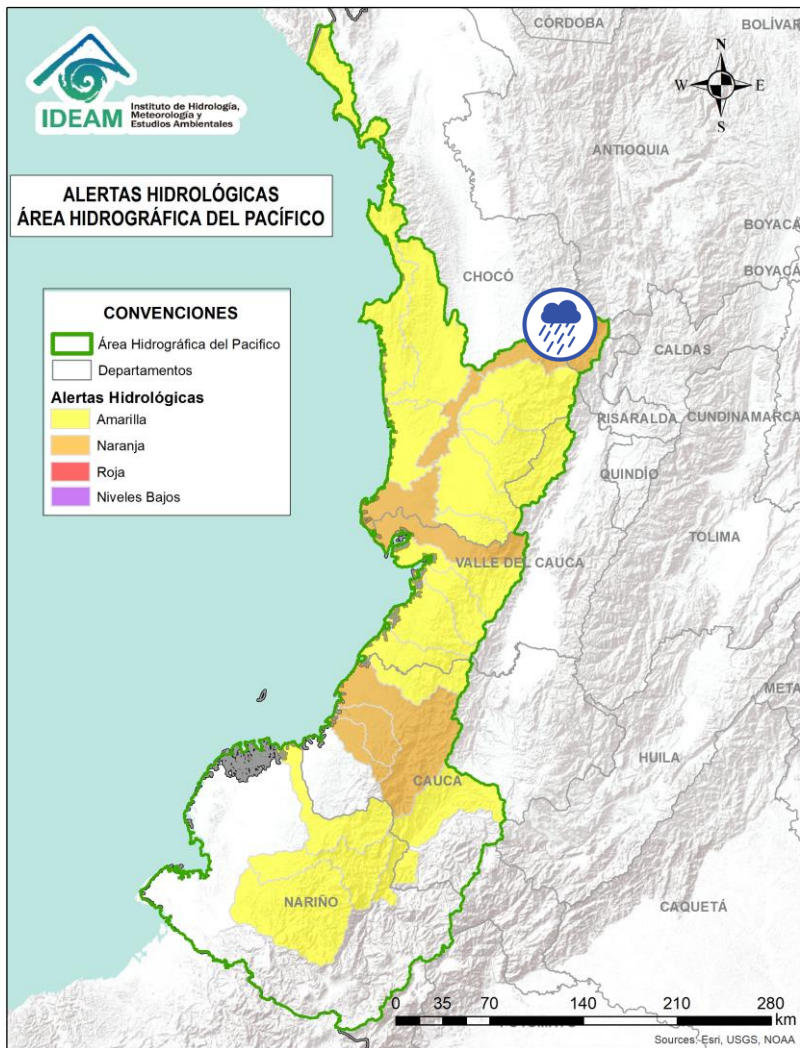 CÓRDOBA
BOLÍVAR
N
W
E
S
IDEAM
Instituto de Hidrología,
Meteorología y
Estudios Ambientales
ANTIOQUIA
ALERTAS HIDROLÓGICAS
ÁREA HIDROGRÁFICA DEL PACÍFICO
BOYACÁ
CHOCÓ
BOYACÁ
CONVENCIONES
Área Hidrográfica del Pacifico
Departamentos
Alertas Hidrológicas
Amarilla
Naranja
Roja
Niveles Bajos
CALDAS
RISARALDA
CUNDINAMARCA
QUINDÍO
TOLIMA
VALLE DEL CAUCA
META
HUILA
CAUCA
NARIÑO
CAQUETÁ
0 35 70 140 210 280
km
Sources: Esri, USGS, NOAA